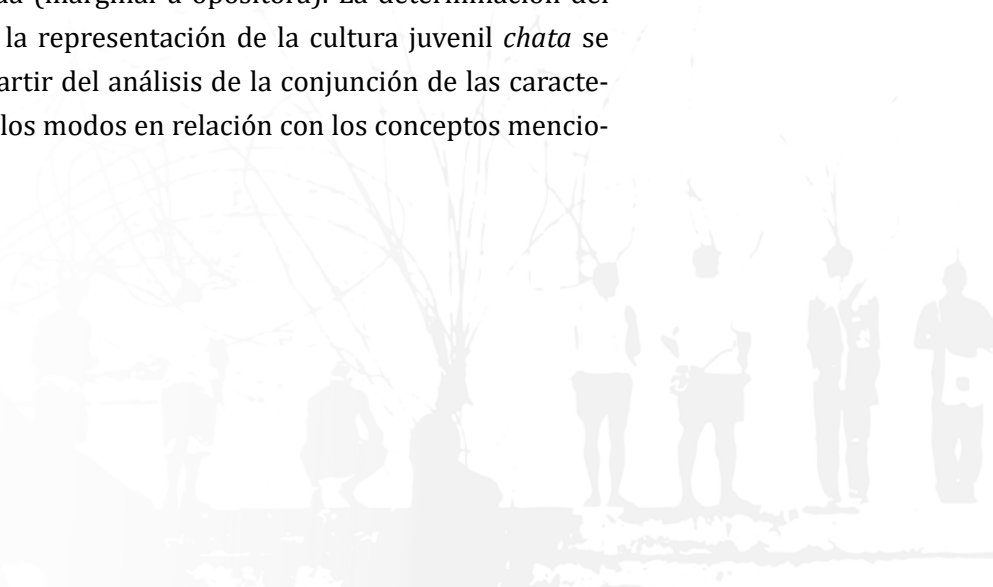 (marginal u opositora). La determinación del
la representación de la cultura juvenil chata se
artir del análisis de la conjunción de las caracte-
los modos en relación con los conceptos mencio-